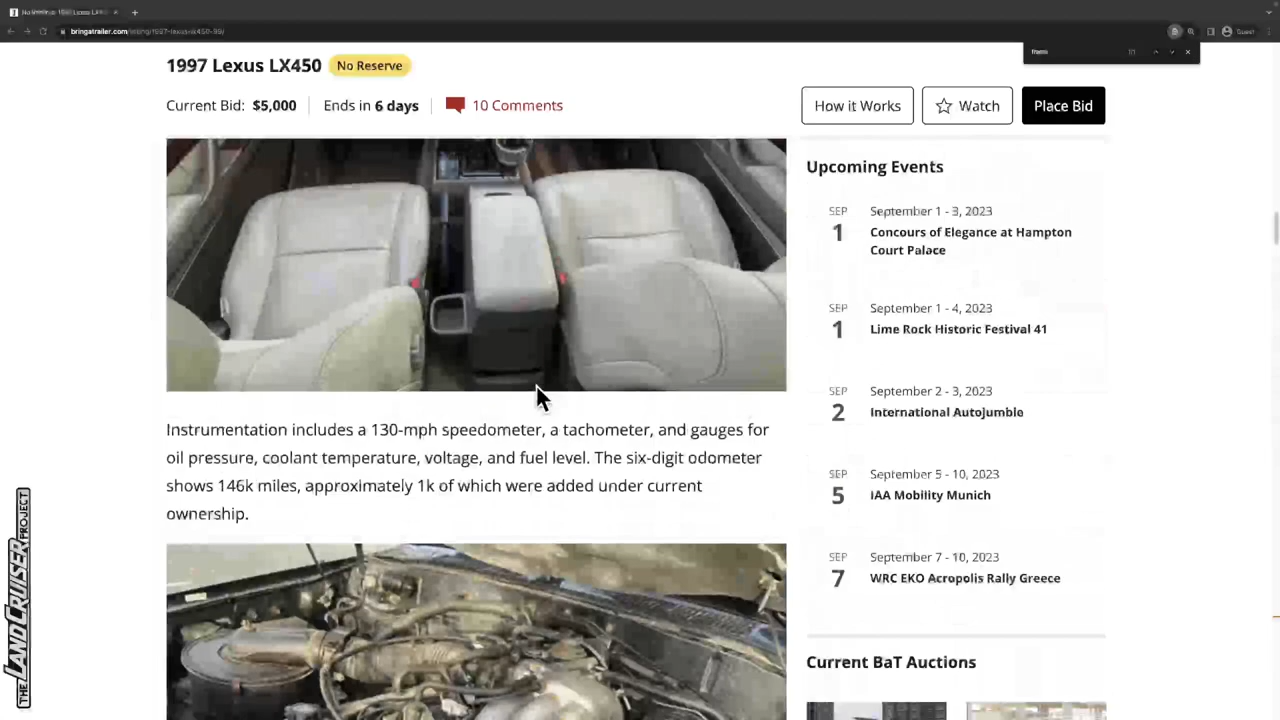 bringatrailer.com
1997 Lexus LX450 No Reserve
Current Bid: $5,000 Ends in 6 days 10 Comments
How it Works Watch Place Bid
Instrumentation includes a 130-mph speedometer, a tachometer, and gauges for
oil pressure, coolant temperature, voltage, and fuel level. The six-digit odometer
shows 146k miles, approximately 1k of which were added under current
ownership.
Upcoming Events
SEP
1
September 1 - 3, 2023
Concours of Elegance at Hampton
Court Palace
SEP
1
September 1 - 4, 2023
Lime Rock Historic Festival 41
SEP
2
September 2 - 3, 2023
International Autojumble
SEP
5
September 5 - 10, 2023
IAA Mobility Munich
SEP
7
September 7 - 10, 2023
WRC EKO Acropolis Rally Greece
Current BaT Auctions
THE LAND CRUISER PROJECT